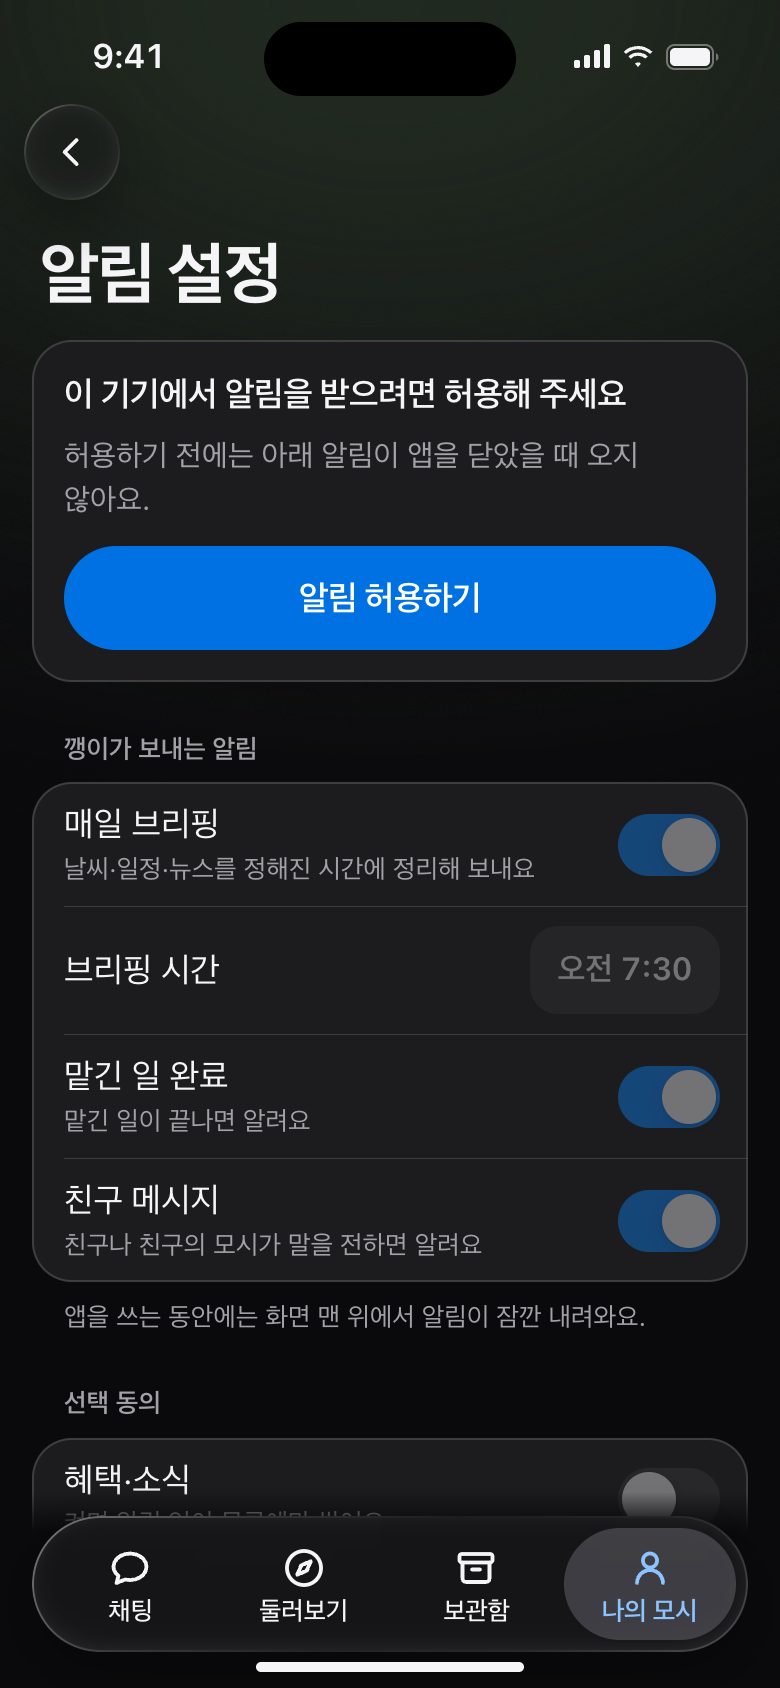 9:41
알림 설정
이 기기에서 알림을 받으려면 허용해 주세요
허용하기 전에는 아래 알림이 앱을 닫았을 때 오지
않아요.
알림 허용하기
깽이가 보내는 알림
매일 브리핑
날씨·일정·뉴스를 정해진 시간에 정리해 보내요
브리핑 시간
오전 7:30
맡긴 일 완료
맡긴 일이 끝나면 알려요
친구 메시지
친구나 친구의 모시가 말을 전하면 알려요
앱을 쓰는 동안에는 화면 맨 위에서 알림이 잠깐 내려와요.
선택 동의
혜택·소식
채팅
둘러보기
보관함
나의 모시